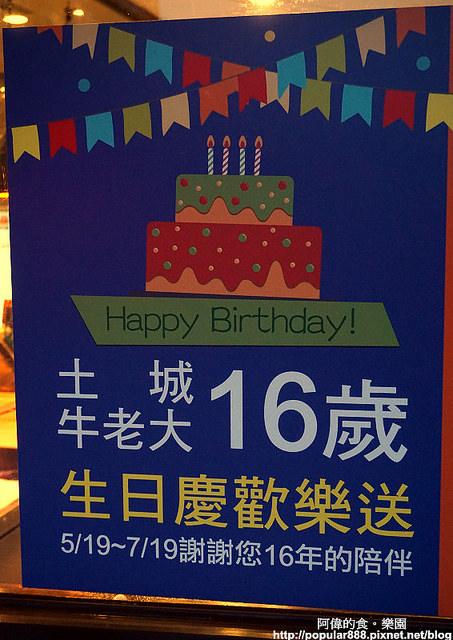 Happy Birthday!
土城
牛老大
16歲
生日慶歡樂送
5/19~7/19謝謝您16年的陪伴
阿偉的食。樂園
http://popular888.pixnet.net/blog